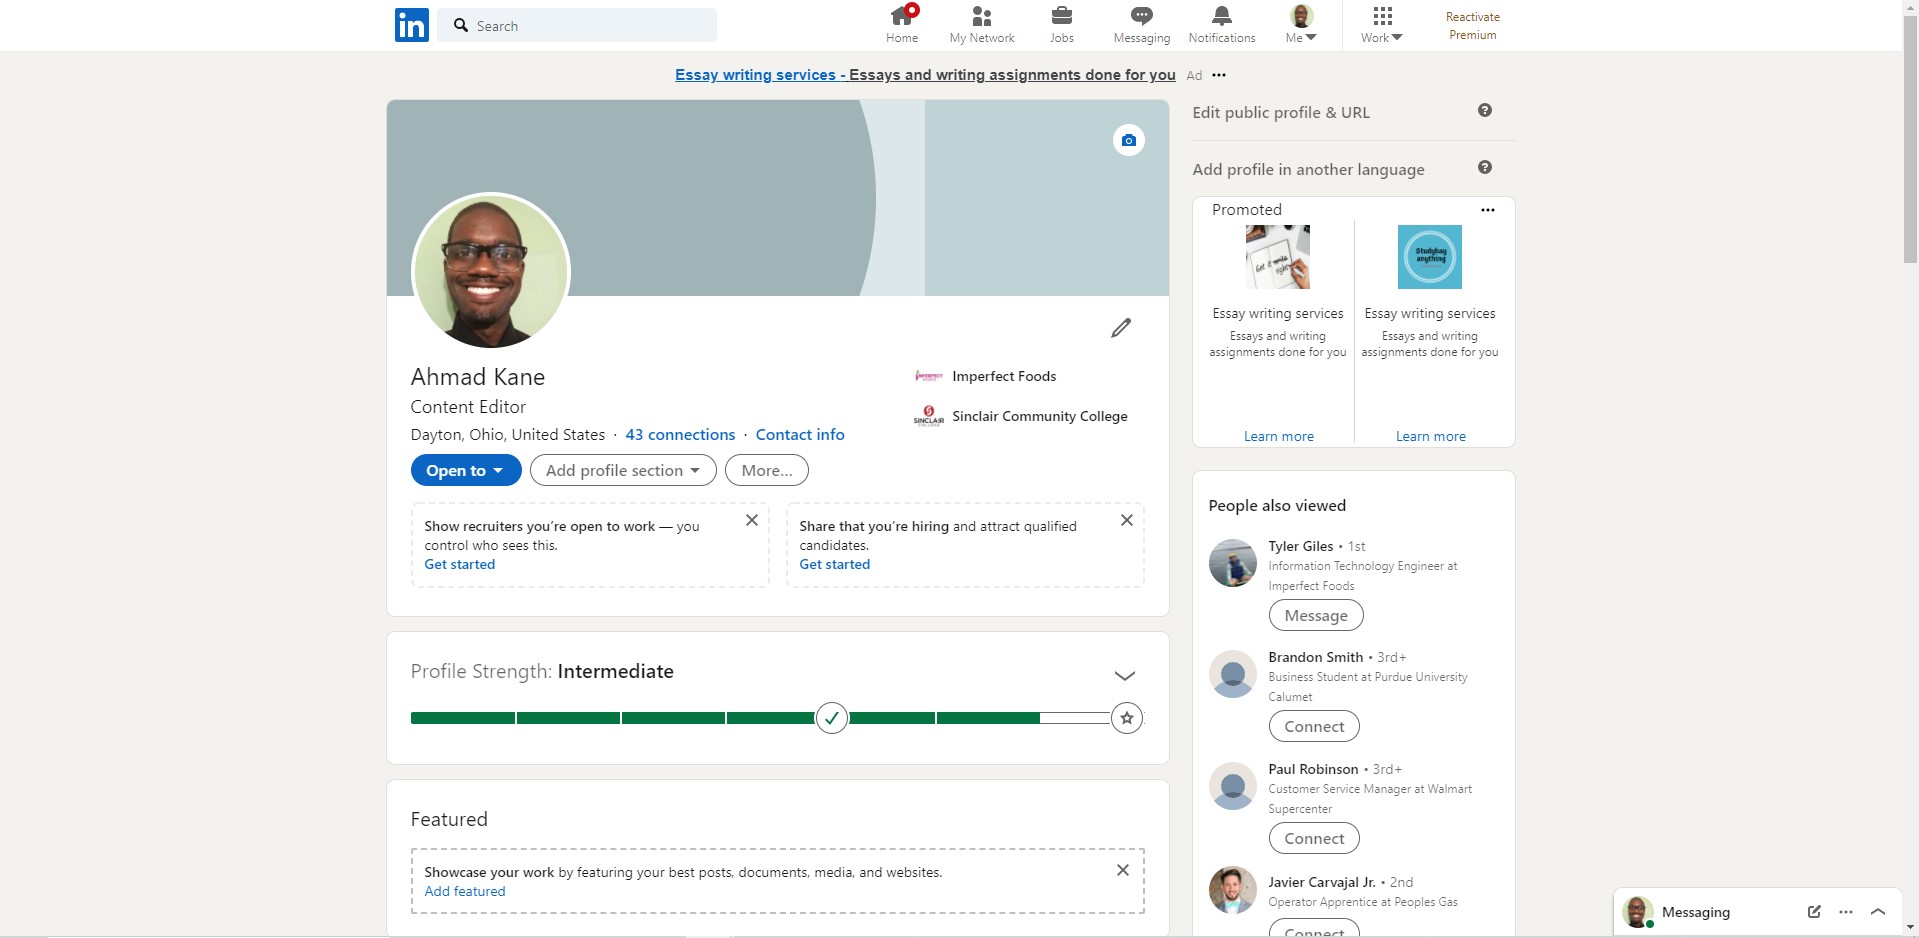 in
Search
Home
My Network
Jobs
Messaging
Notifications
Me
Work
Reactivate
Premium
Essay writing services - Essays and writing assignments done for you Ad
Ahmad Kane
Content Editor
Dayton, Ohio, United States · 43 connections · Contact info
Imperfect Foods
SINCLAIR
COLLEGE
Sinclair Community College
Open to
Add profile section
More...
Show recruiters you're open to work — you
control who sees this.
Get started
Share that you're hiring and attract qualified
candidates.
Get started
Profile Strength: Intermediate
Featured
Showcase your work by featuring your best posts, documents, media, and websites.
Add featured
Edit public profile & URL
Add profile in another language
Promoted
Get it write
right
Essay writing services
Essays and writing
assignments done for you
Learn more
Studybay
anything
Essay writing services
Essays and writing
assignments done for you
Learn more
People also viewed
Tyler Giles • 1st
Information Technology Engineer at
Imperfect Foods
Message
Brandon Smith • 3rd+
Business Student at Purdue University
Calumet
Connect
Paul Robinson • 3rd+
Customer Service Manager at Walmart
Supercenter
Connect
Javier Carvajal Jr. • 2nd
Operator Apprentice at Peoples Gas
Connect
Messaging